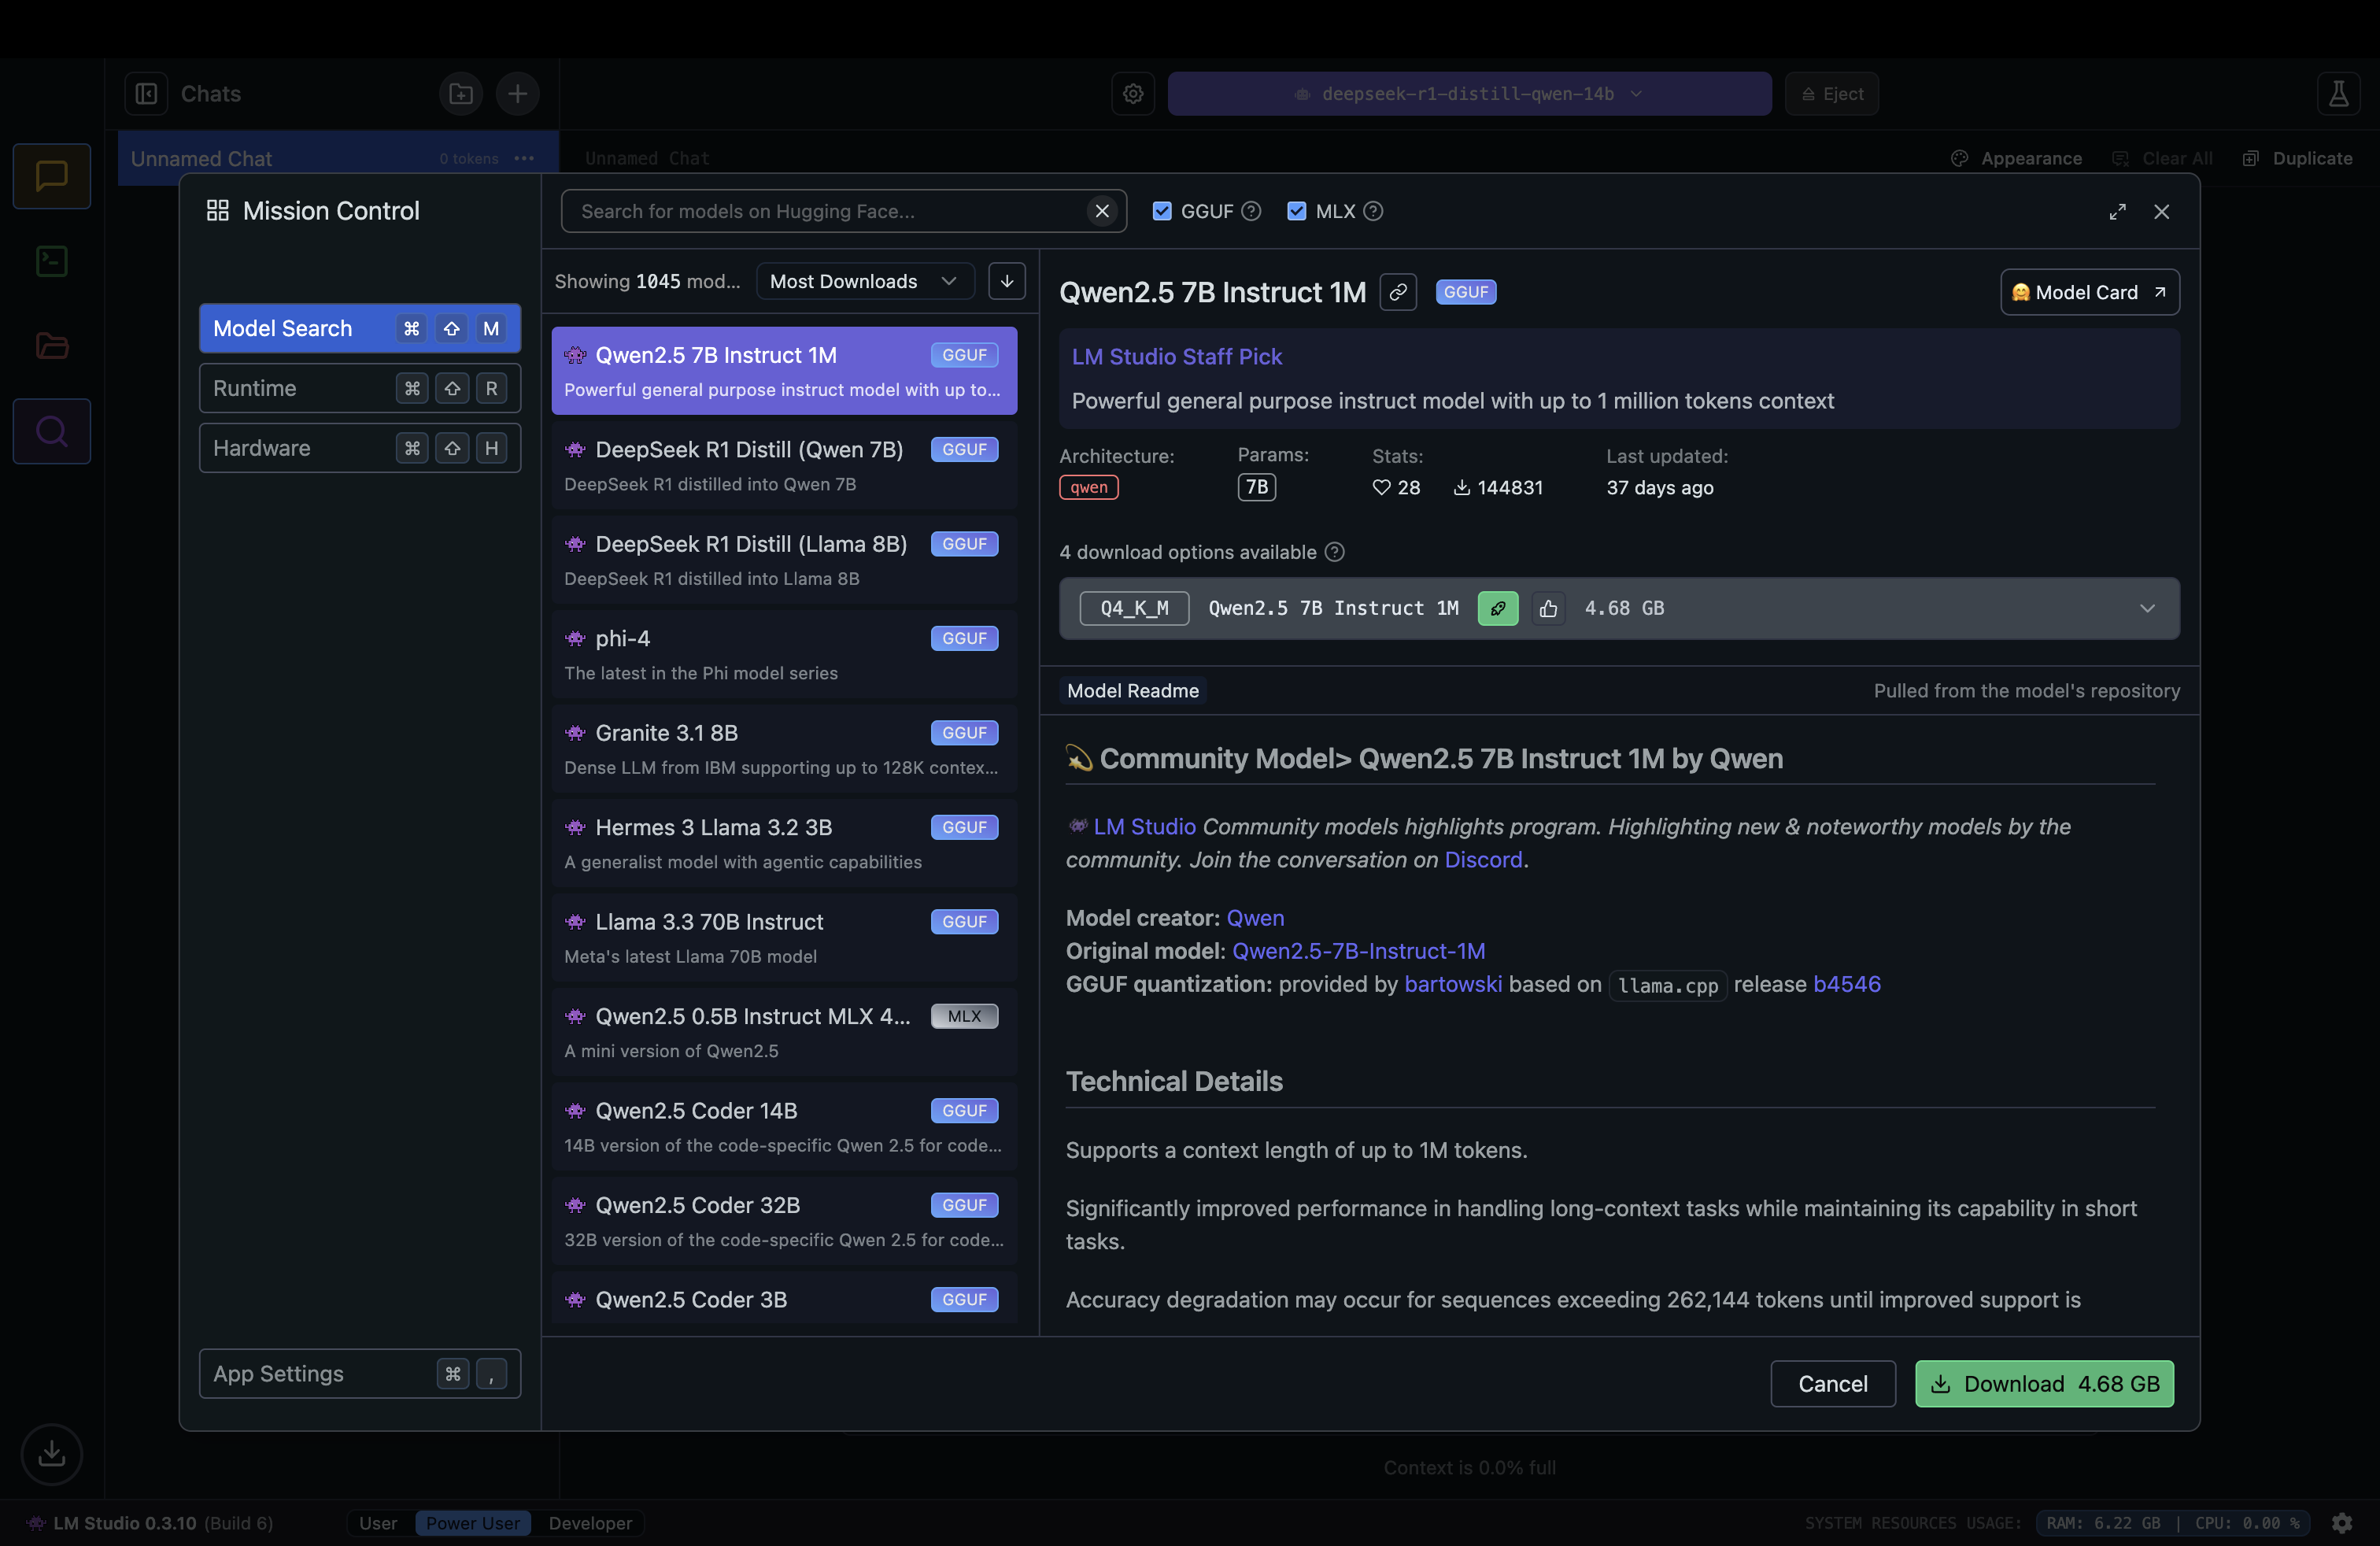 Chats
deepseek-r1-distill-qwen-14b
Eject
Unnamed Chat
0 tokens
Unnamed Chat
Appearance
Clear All
Duplicate
Mission Control
Model Search ⌘ ⇧ M
Runtime ⌘ ⇧ R
Hardware ⌘ ⇧ H
App Settings ⌘ ,
Search for models on Hugging Face...
GGUF
MLX
Showing 1045 mod...
Most Downloads
Qwen2.5 7B Instruct 1M GGUF
Powerful general purpose instruct model with up to...
DeepSeek R1 Distill (Qwen 7B) GGUF
DeepSeek R1 distilled into Qwen 7B
DeepSeek R1 Distill (Llama 8B) GGUF
DeepSeek R1 distilled into Llama 8B
phi-4 GGUF
The latest in the Phi model series
Granite 3.1 8B GGUF
Dense LLM from IBM supporting up to 128K contex...
Hermes 3 Llama 3.2 3B GGUF
A generalist model with agentic capabilities
Llama 3.3 70B Instruct GGUF
Meta's latest Llama 70B model
Qwen2.5 0.5B Instruct MLX 4... MLX
A mini version of Qwen2.5
Qwen2.5 Coder 14B GGUF
14B version of the code-specific Qwen 2.5 for code...
Qwen2.5 Coder 32B GGUF
32B version of the code-specific Qwen 2.5 for code...
Qwen2.5 Coder 3B GGUF
Qwen2.5 7B Instruct 1M GGUF
🤗 Model Card
LM Studio Staff Pick
Powerful general purpose instruct model with up to 1 million tokens context
Architecture: Params: Stats: Last updated:
qwen 7B 28 144831 37 days ago
4 download options available
Q4_K_M Qwen2.5 7B Instruct 1M 4.68 GB
Model Readme
Pulled from the model's repository
💫 Community Model> Qwen2.5 7B Instruct 1M by Qwen
👾 LM Studio Community models highlights program. Highlighting new & noteworthy models by the
community. Join the conversation on Discord.
Model creator: Qwen
Original model: Qwen2.5-7B-Instruct-1M
GGUF quantization: provided by bartowski based on llama.cpp release b4546
Technical Details
Supports a context length of up to 1M tokens.
Significantly improved performance in handling long-context tasks while maintaining its capability in short
tasks.
Accuracy degradation may occur for sequences exceeding 262,144 tokens until improved support is
Cancel
Download 4.68 GB
Context is 0.0% full
LM Studio 0.3.10 (Build 6)
User
Power User
Developer
SYSTEM RESOURCES USAGE: RAM: 6.22 GB | CPU: 0.00 %